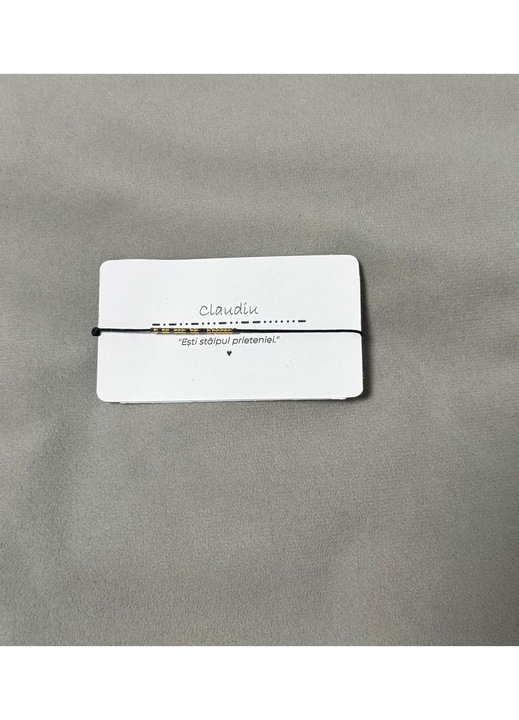 Claudiu
"Ești stâlpul prieteniei."